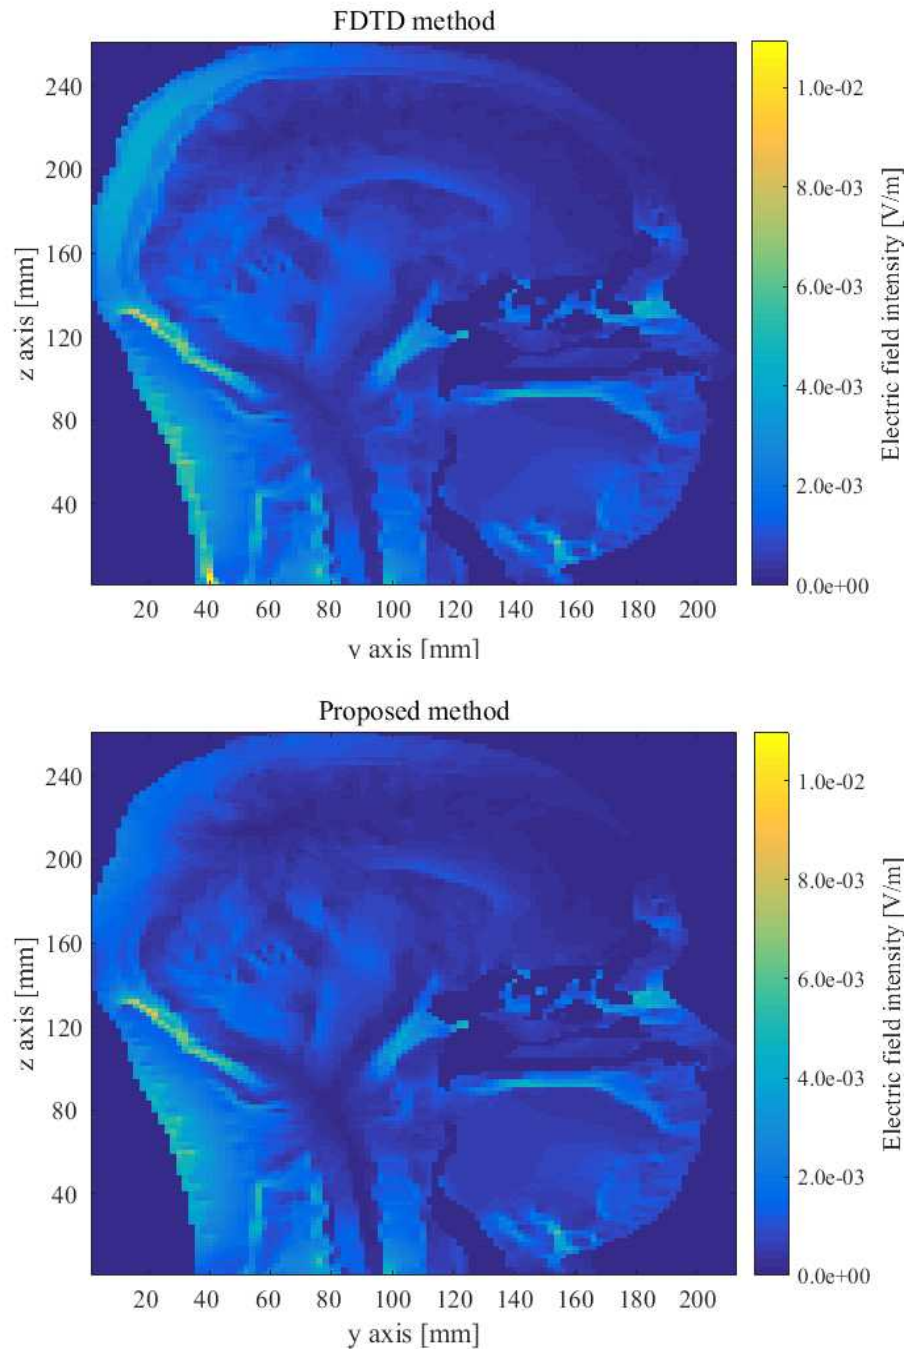 FDTD method
240
200
160
120
80
40
z axis [mm]
20 40 60 80 100 120 140 160 180 200
y axis [mm]
1.0e-02
8.0e-03
6.0e-03
4.0e-03
2.0e-03
0.0e+00
Electric field intensity [V/m]
Proposed method
240
200
160
120
80
40
z axis [mm]
20 40 60 80 100 120 140 160 180 200
y axis [mm]
1.0e-02
8.0e-03
6.0e-03
4.0e-03
2.0e-03
0.0e+00
Electric field intensity [V/m]